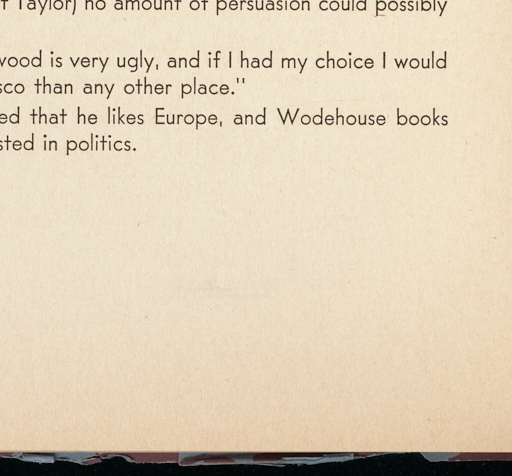 Taylor) no amount of persuasion could possibly
wood is very ugly, and if I had my choice I would
sco than any other place."
ed that he likes Europe, and Wodehouse books
sted in politics.